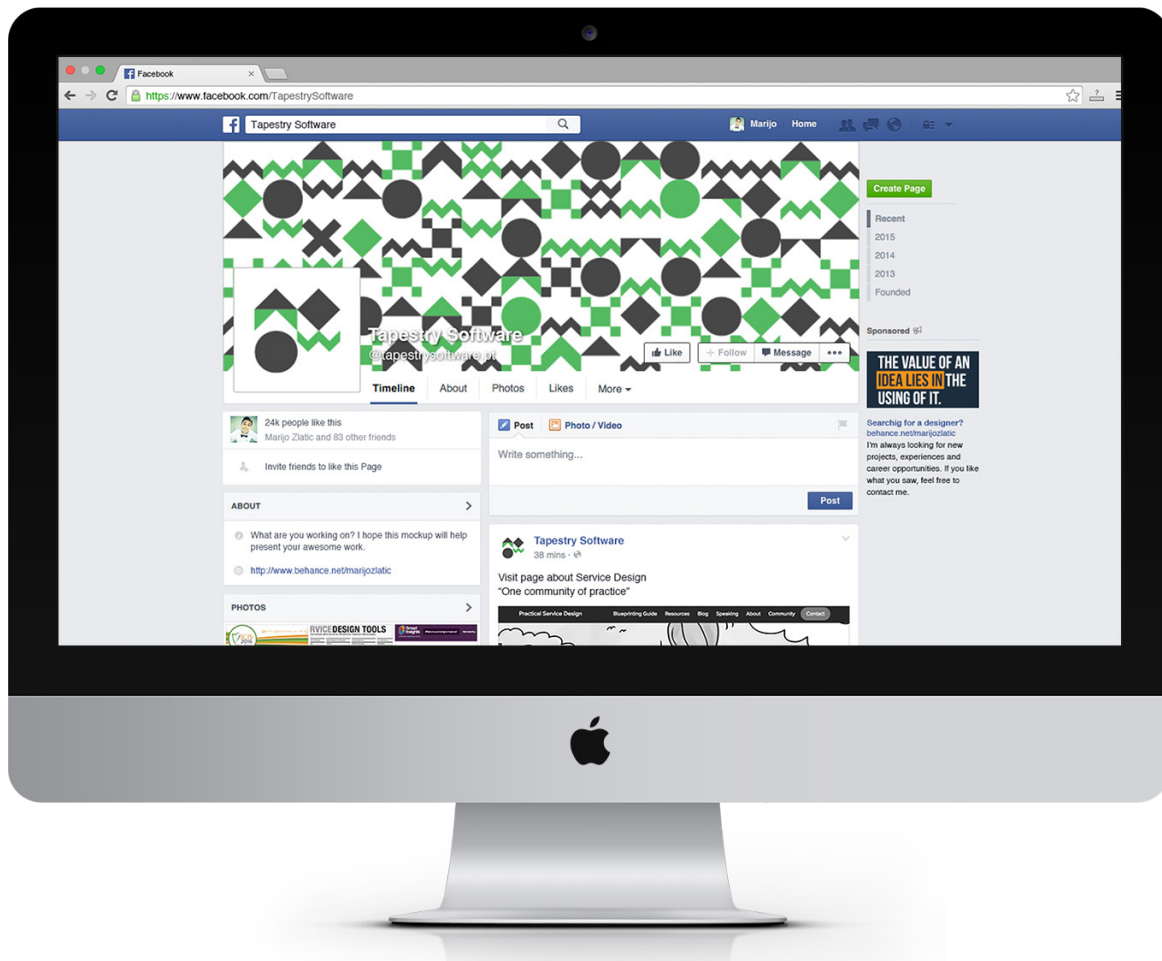 Facebook
https://www.facebook.com/TapestrySoftware
Tapestry Software
Marijo Home
Create Page
Recent
2015
2014
2013
Founded
Tapestry Software
@tapestrysoftware.pt
Like
+ Follow
Message
Timeline About Photos Likes More
Sponsored
THE VALUE OF AN
IDEA LIES IN THE
USING OF IT.
Searchig for a designer?
behance.net/marijozlatic
I'm always looking for new
projects, experiences and
career opportunities. If you like
what you saw, feel free to
contact me.
24k people like this
Marijo Zlatic and 83 other friends
Invite friends to like this Page
ABOUT
What are you working on? I hope this mockup will help
present your awesome work.
http://www.behance.net/marijozlatic
PHOTOS
RVICEDESIGN TOOLS
Smart
Insights
Post Photo / Video
Write something...
Post
Tapestry Software
38 mins ·
Visit page about Service Design
"One community of practice"
Practical Service Design Blueprinting Guide Resources Blog Speaking About Community Contact